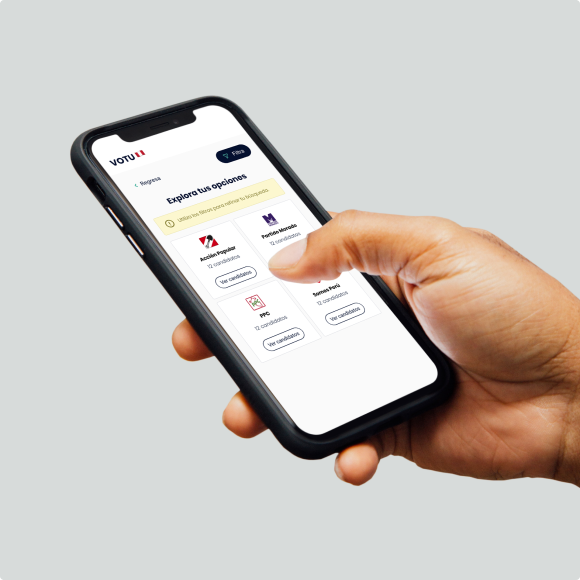 VOTU
Filtra
Regresa
Explora tus opciones
Utiliza los filtros para refinar tu búsqueda
Acción Popular
12 candidatos
Ver candidatos
Partido Morado
12 candidatos
PPC
12 candidatos
Ver candidatos
Somos Perú
12 candidatos
Ver candidatos